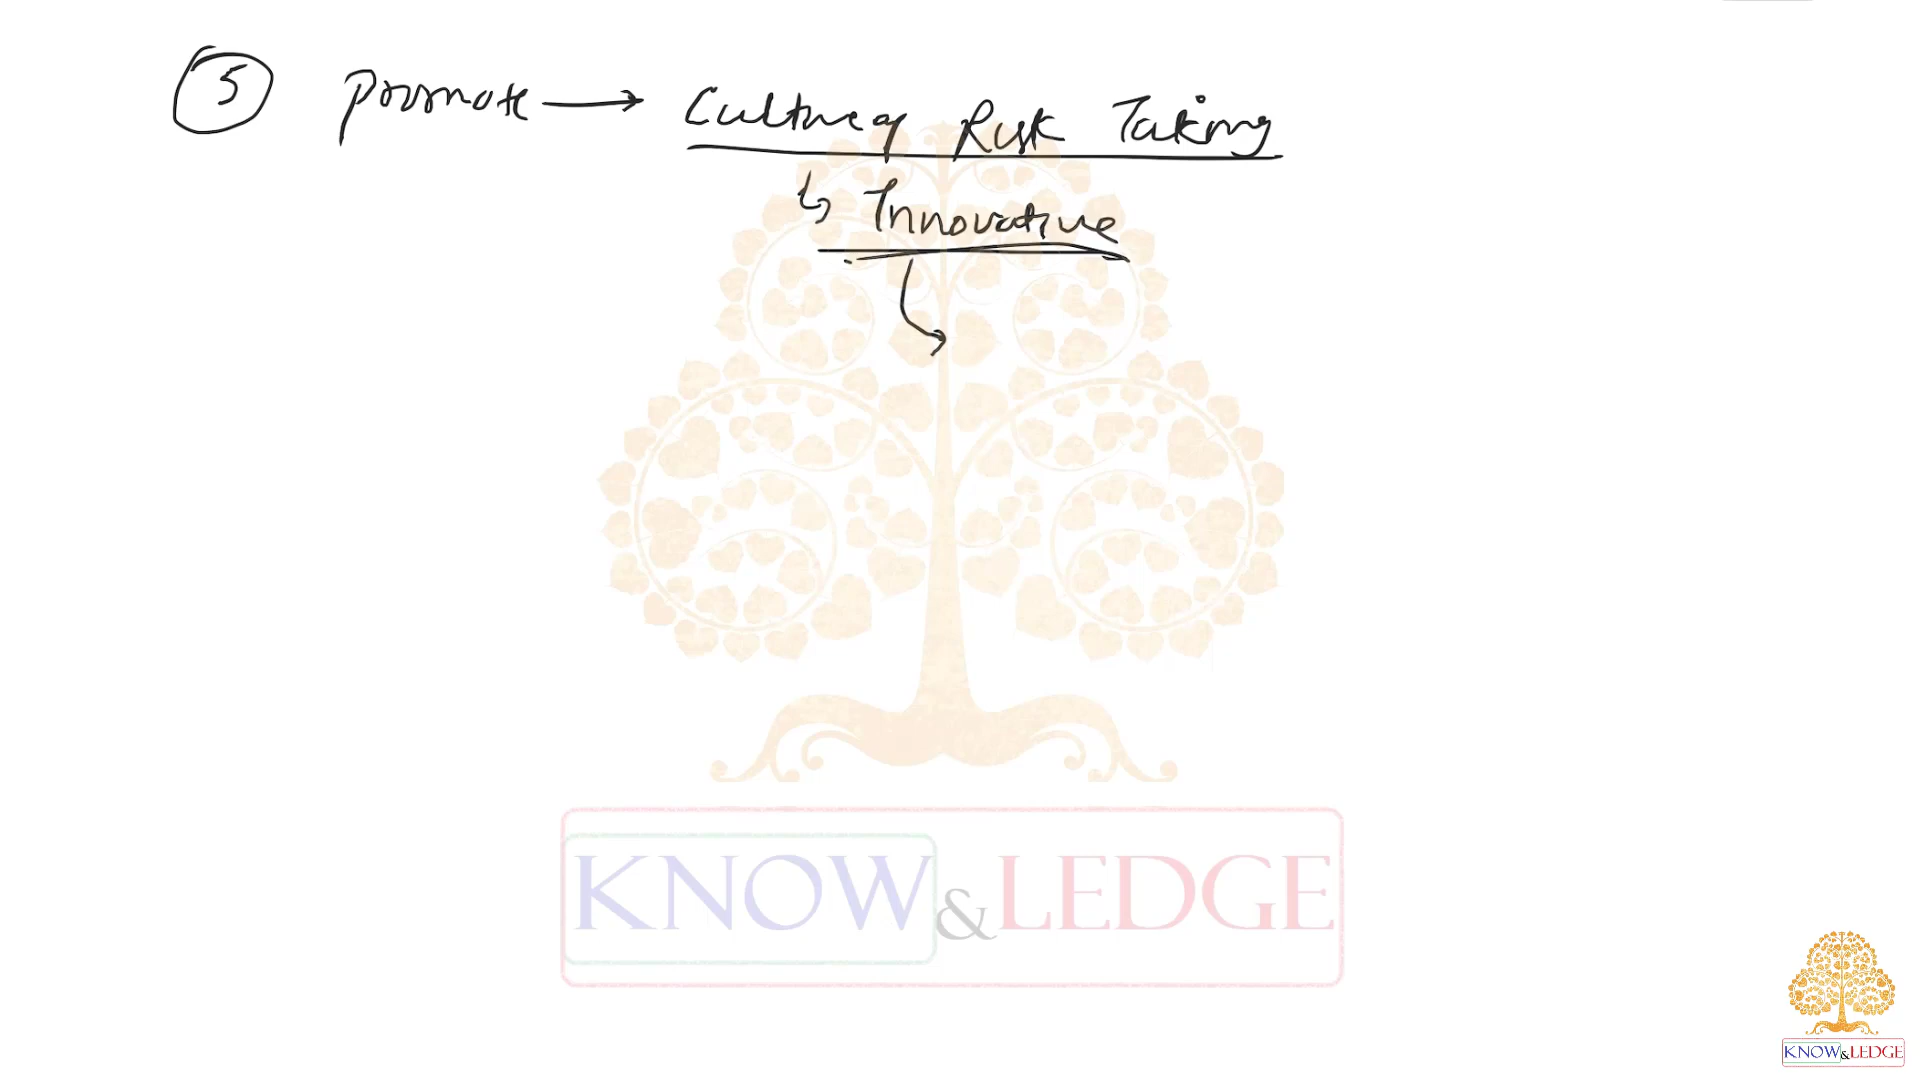 5 Promote → Culture of Risk Taking
↳ Innovative
KNOW&LEDGE
KNOW&LEDGE